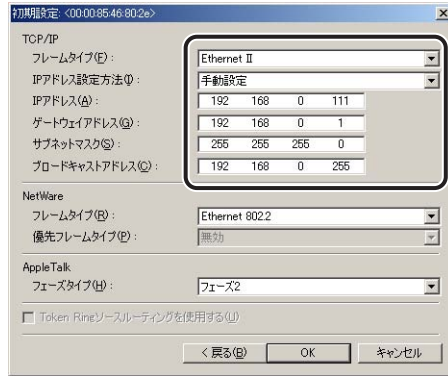 初期設定: <00:00:85:46:80:2e>
TCP/IP
フレームタイプ(F): Ethernet II
IPアドレス設定方法(I): 手動設定
IPアドレス(A): 192 168 0 111
ゲートウェイアドレス(G): 192 168 0 1
サブネットマスク(S): 255 255 255 0
ブロードキャストアドレス(C): 192 168 0 255
NetWare
フレームタイプ(R): Ethernet 802.2
優先フレームタイプ(P): 無効
AppleTalk
フェーズタイプ(H): フェーズ2
Token Ringソースルーティングを使用する(U)
< 戻る(B) OK キャンセル